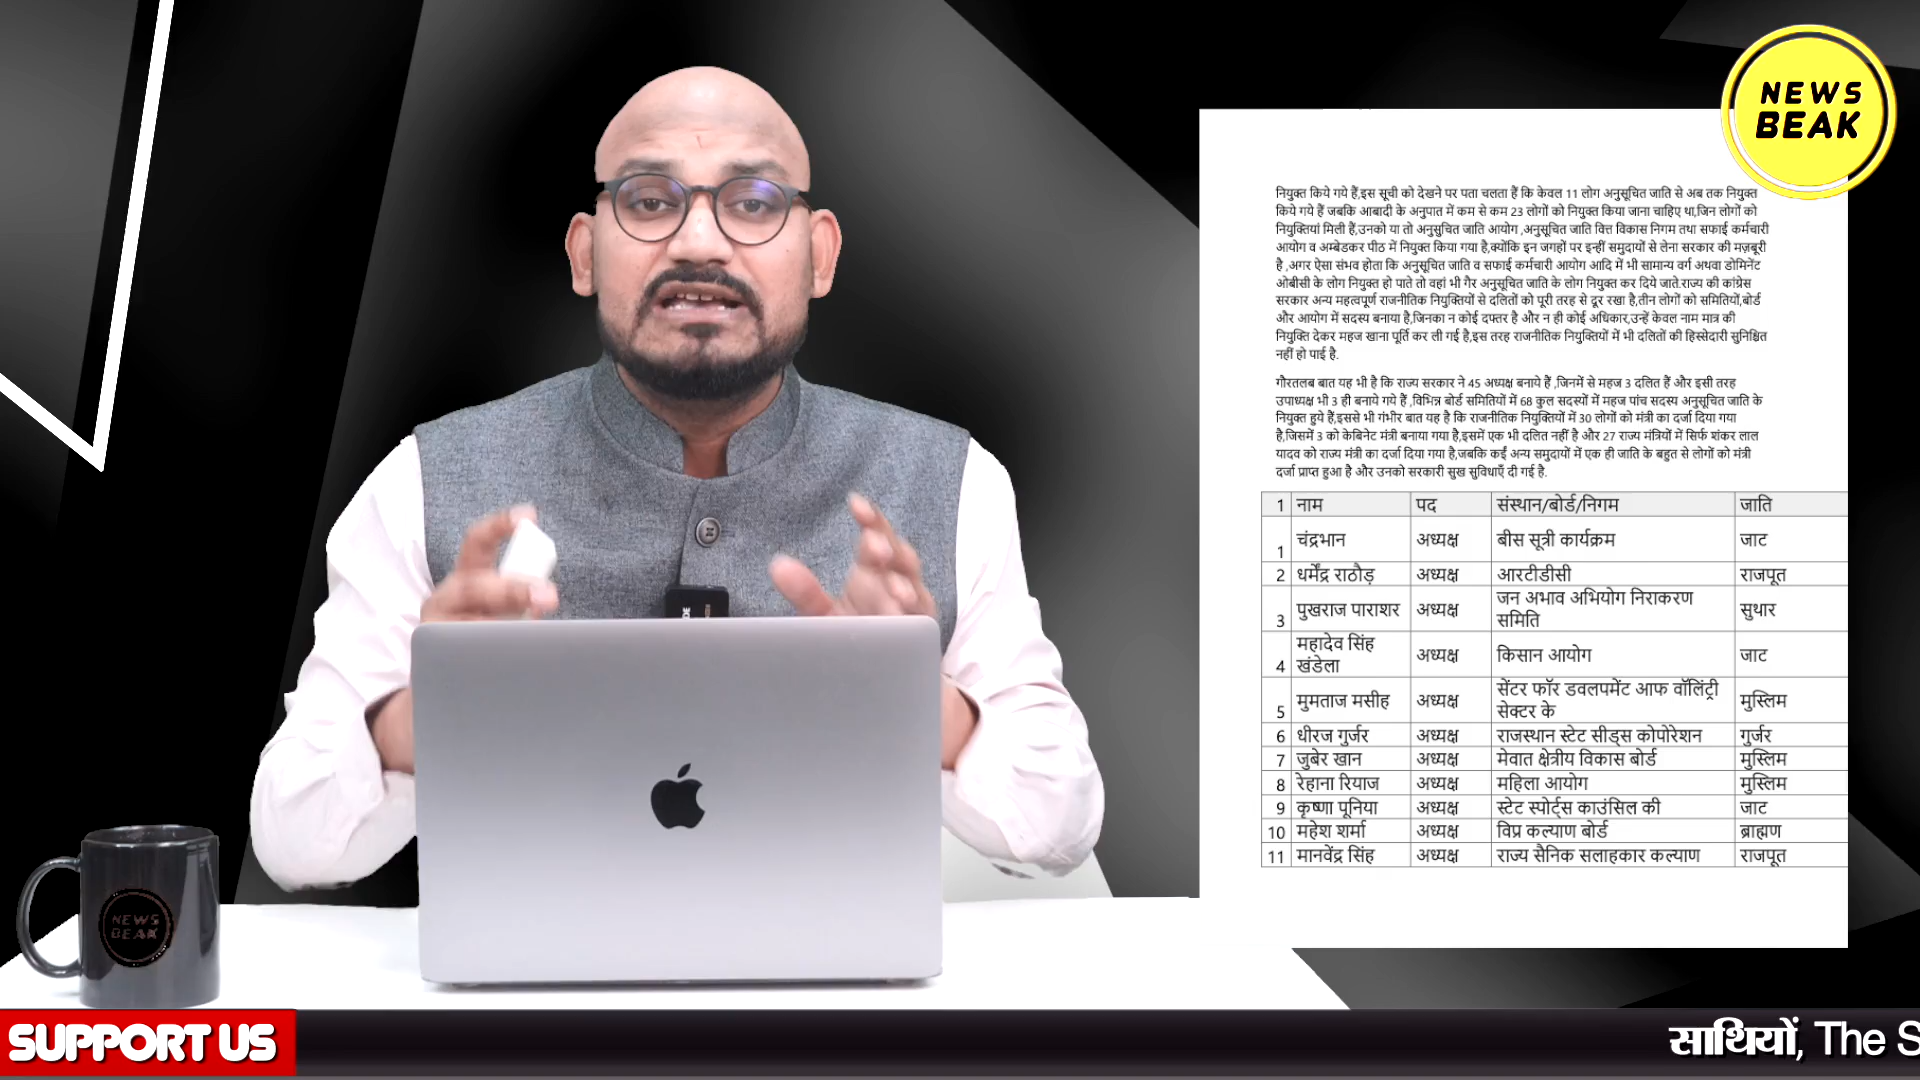 NEWS
BEAK
नियुक्त किये गये हैं,इस सूची को देखने पर पता चलता हैं कि केवल 11 लोग अनुसूचित जाति से अब तक नियुक्त
किये गये हैं जबकि आबादी के अनुपात में कम से कम 23 लोगों को नियुक्त किया जाना चाहिए था,जिन लोगों को
नियुक्तियां मिली हैं,उनको या तो अनुसुचित जाति आयोग ,अनुसूचित जाति वित्त विकास निगम तथा सफाई कर्मचारी
आयोग व अम्बेडकर पीठ में नियुक्त किया गया है,क्योंकि इन जगहों पर इन्हीं समुदायों से लेना सरकार की मज़बूरी
है ,अगर ऐसा संभव होता कि अनुसूचित जाति व सफाई कर्मचारी आयोग आदि में भी सामान्य वर्ग अथवा डोमिनेंट
ओबीसी के लोग नियुक्त हो पाते तो वहां भी गैर अनुसूचित जाति के लोग नियुक्त कर दिये जाते.राज्य की कांग्रेस
सरकार अन्य महत्वपूर्ण राजनीतिक नियुक्तियों से दलितों को पूरी तरह से दूर रखा है,तीन लोगों को समितियों,बोर्ड
और आयोग में सदस्य बनाया है,जिनका न कोई दफ्तर है और न ही कोई अधिकार,उन्हें केवल नाम मात्र की
नियुक्ति देकर महज खाना पूर्ति कर ली गई है,इस तरह राजनीतिक नियुक्तियों में भी दलितों की हिस्सेदारी सुनिश्चित
नहीं हो पाई है.
गौरतलब बात यह भी है कि राज्य सरकार ने 45 अध्यक्ष बनाये हैं ,जिनमें से महज 3 दलित हैं और इसी तरह
उपाध्यक्ष भी 3 ही बनाये गये हैं ,विभिन्न बोर्ड समितियों में 68 कुल सदस्यों में महज पांच सदस्य अनुसूचित जाति के
नियुक्त हुये हैं,इससे भी गंभीर बात यह है कि राजनीतिक नियुक्तियों में 30 लोगों को मंत्री का दर्जा दिया गया
है,जिसमें 3 को केबिनेट मंत्री बनाया गया है,इसमें एक भी दलित नहीं है और 27 राज्य मंत्रियों में सिर्फ शंकर लाल
यादव को राज्य मंत्री का दर्जा दिया गया है,जबकि कईं अन्य समुदायों में एक ही जाति के बहुत से लोगों को मंत्री
दर्जा प्राप्त हुआ है और उनको सरकारी सुख सुविधाएँ दी गई है.
1 नाम पद संस्थान/बोर्ड/निगम जाति
1 चंद्रभान अध्यक्ष बीस सूत्री कार्यक्रम जाट
2 धर्मेंद्र राठौड़ अध्यक्ष आरटीडीसी राजपूत
3 पुखराज पाराशर अध्यक्ष जन अभाव अभियोग निराकरण
समिति सुथार
4 महादेव सिंह
खंडेला अध्यक्ष किसान आयोग जाट
5 मुमताज मसीह अध्यक्ष सेंटर फॉर डवलपमेंट आफ वॉलिंट्री
सेक्टर के मुस्लिम
6 धीरज गुर्जर अध्यक्ष राजस्थान स्टेट सीड्स कोपोरेशन गुर्जर
7 जुबेर खान अध्यक्ष मेवात क्षेत्रीय विकास बोर्ड मुस्लिम
8 रेहाना रियाज अध्यक्ष महिला आयोग मुस्लिम
9 कृष्णा पूनिया अध्यक्ष स्टेट स्पोर्ट्स काउंसिल की जाट
10 महेश शर्मा अध्यक्ष विप्र कल्याण बोर्ड ब्राह्मण
11 मानवेंद्र सिंह अध्यक्ष राज्य सैनिक सलाहकार कल्याण राजपूत
NEWS
BEAK
SUPPORT US
साथियों, The S